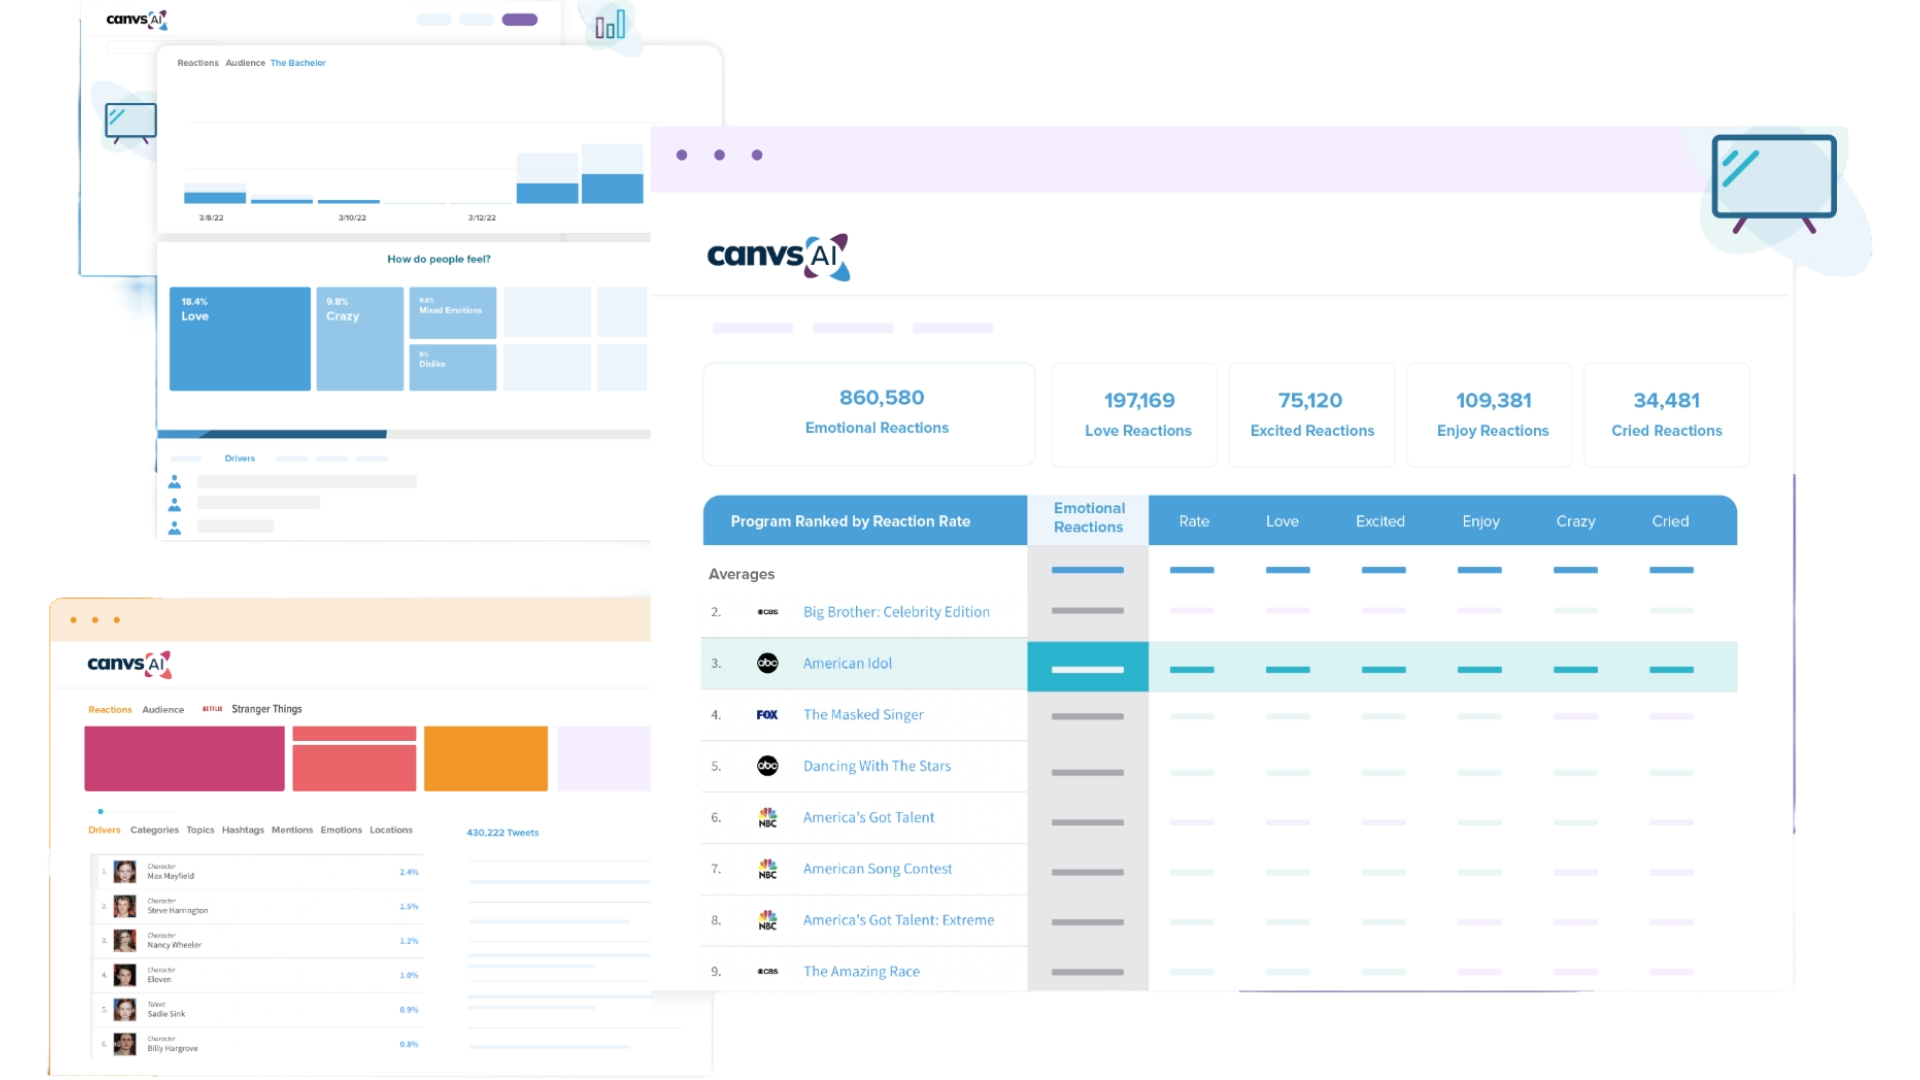 canvs AI
Reactions Audience The Bachelor
3/8/22 3/10/22 3/12/22
How do people feel?
18.4%
Love
9.8%
Crazy
9.8%
Mixed Emotions
8%
Dislike
Drivers
canvs AI
Reactions Audience NETFLIX Stranger Things
Drivers Categories Topics Hashtags Mentions Emotions Locations
430,222 Tweets
1. Character
Max Mayfield 2.4%
2. Character
Steve Harrington 1.5%
3. Character
Nancy Wheeler 1.2%
4. Character
Eleven 1.0%
5. Talent
Sadie Sink 0.9%
6. Character
Billy Hargrove 0.8%
canvs AI
860,580
Emotional Reactions
197,169
Love Reactions
75,120
Excited Reactions
109,381
Enjoy Reactions
34,481
Cried Reactions
Program Ranked by Reaction Rate Emotional Reactions Rate Love Excited Enjoy Crazy Cried
Averages
2. CBS Big Brother: Celebrity Edition
3. abc American Idol
4. FOX The Masked Singer
5. abc Dancing With The Stars
6. NBC America's Got Talent
7. NBC American Song Contest
8. NBC America's Got Talent: Extreme
9. CBS The Amazing Race